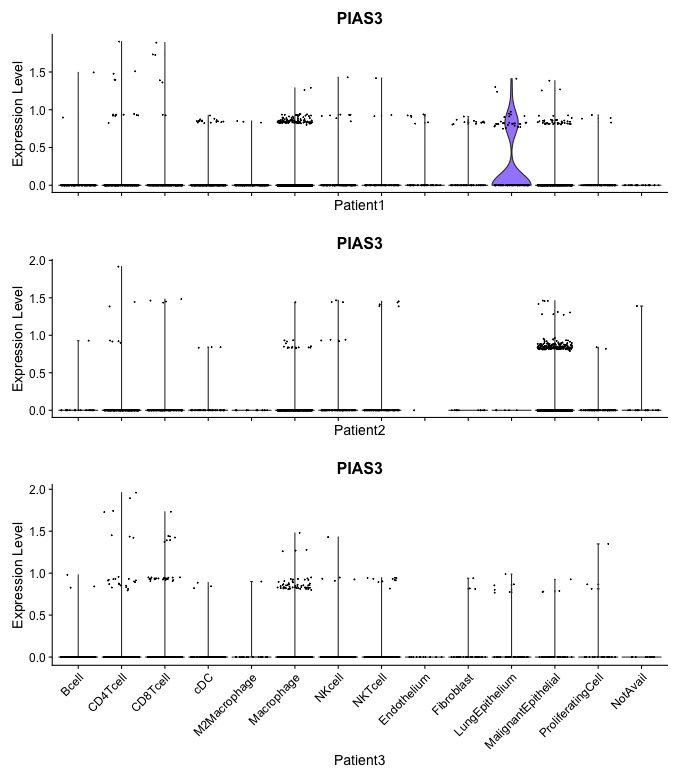 PIAS3
Expression Level
1.5
1.0
0.5
0.0
Patient1
PIAS3
Expression Level
2.0
1.5
1.0
0.5
0.0
Patient2
PIAS3
Expression Level
2.0
1.5
1.0
0.5
0.0
Bcell
CD4Tcell
CD8Tcell
cDC
M2Macrophage
Macrophage
NKcell
NKTcell
Endothelium
Fibroblast
LungEpithelium
MalignantEpithelial
ProliferatingCell
NotAvail
Patient3